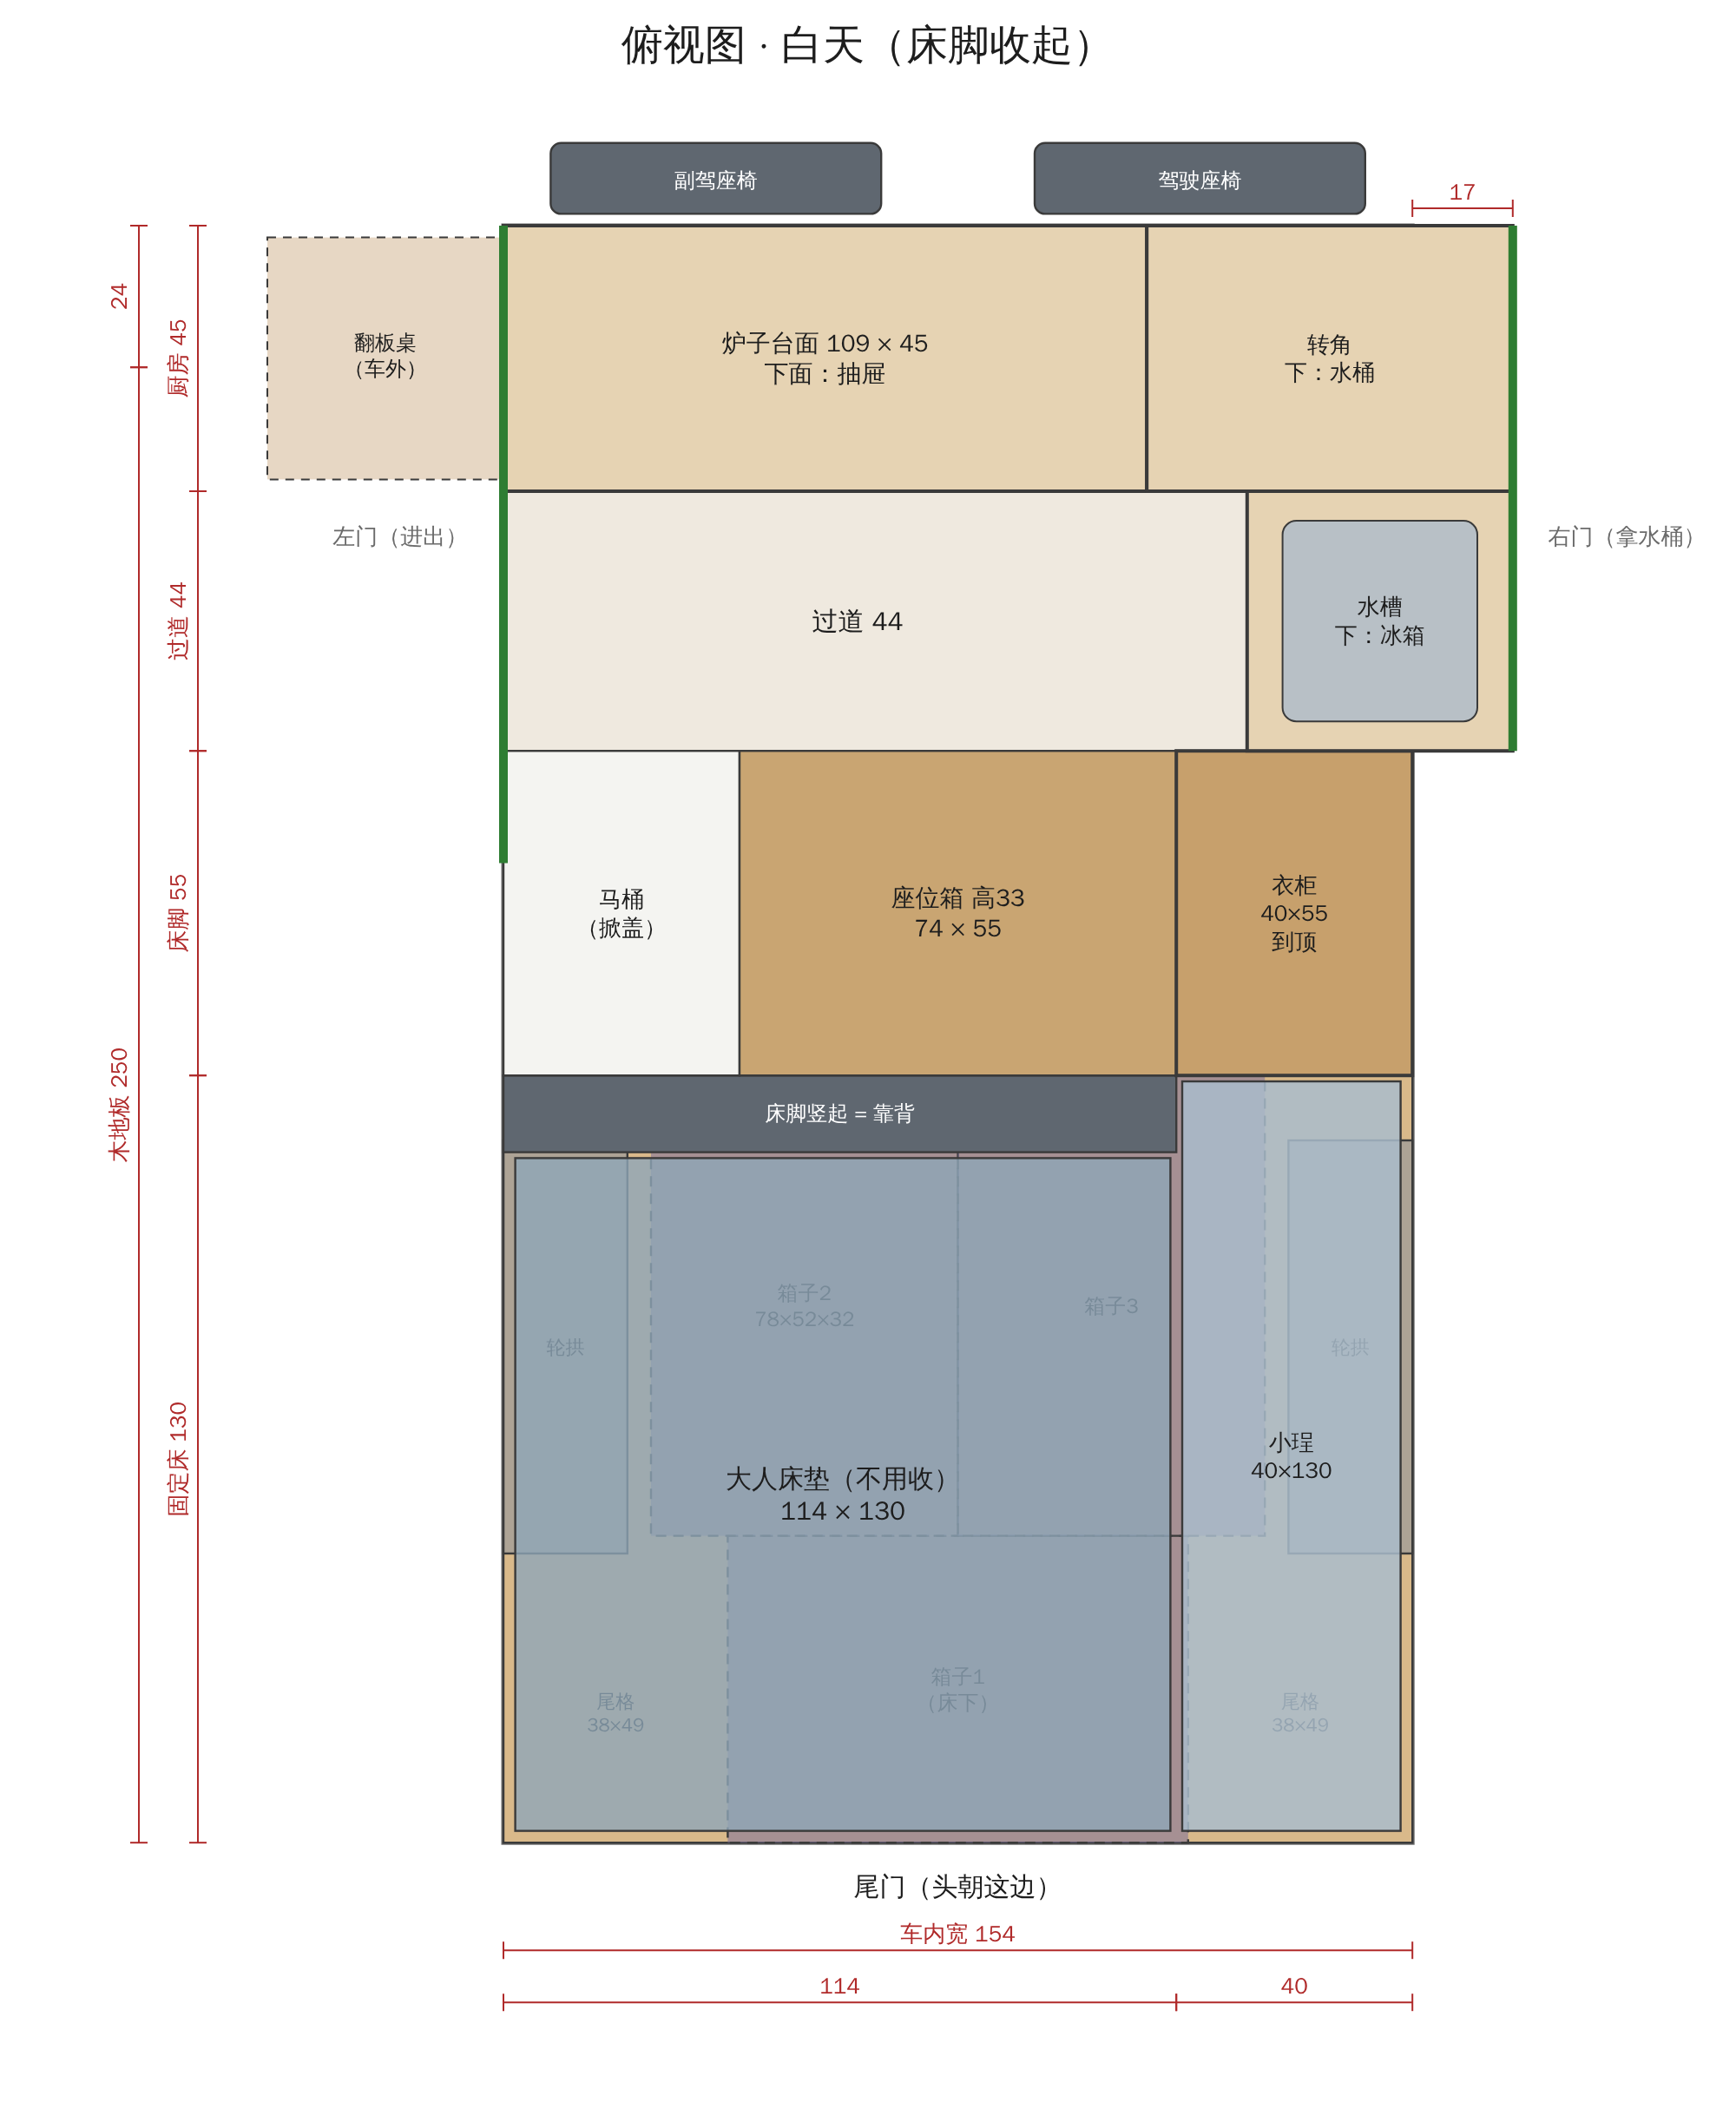 俯视图 · 白天（床脚收起）
副驾座椅
驾驶座椅
17
24
厨房 45
翻板桌
（车外）
炉子台面 109 × 45
下面：抽屉
转角
下：水桶
左门（进出）
右门（拿水桶）
过道 44
过道 44
水槽
下：冰箱
床脚 55
马桶
（掀盖）
座位箱 高33
74 × 55
衣柜
40×55
到顶
木地板 250
床脚竖起 = 靠背
箱子2
78×52×32
箱子3
轮拱
轮拱
固定床 130
大人床垫（不用收）
114 × 130
小珵
40×130
箱子1
（床下）
尾格
38×49
尾格
38×49
尾门（头朝这边）
车内宽 154
114
40